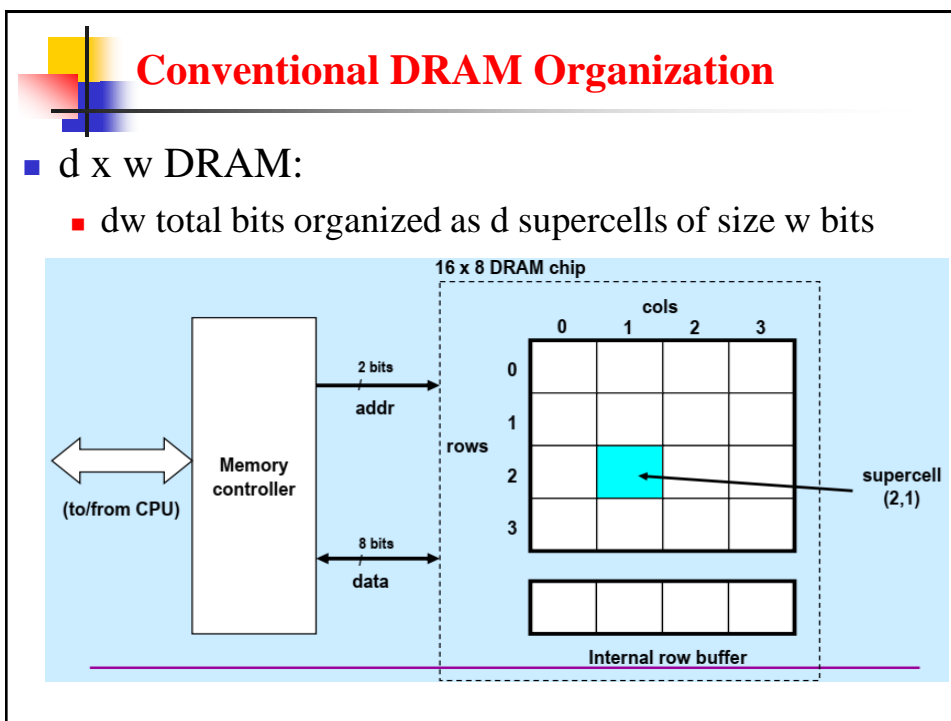 Conventional DRAM Organization
d x w DRAM:
dw total bits organized as d supercells of size w bits
16 x 8 DRAM chip
cols
0 1 2 3
0
1
2
3
rows
2 bits
addr
Memory
controller
(to/from CPU)
8 bits
data
supercell
(2,1)
Internal row buffer